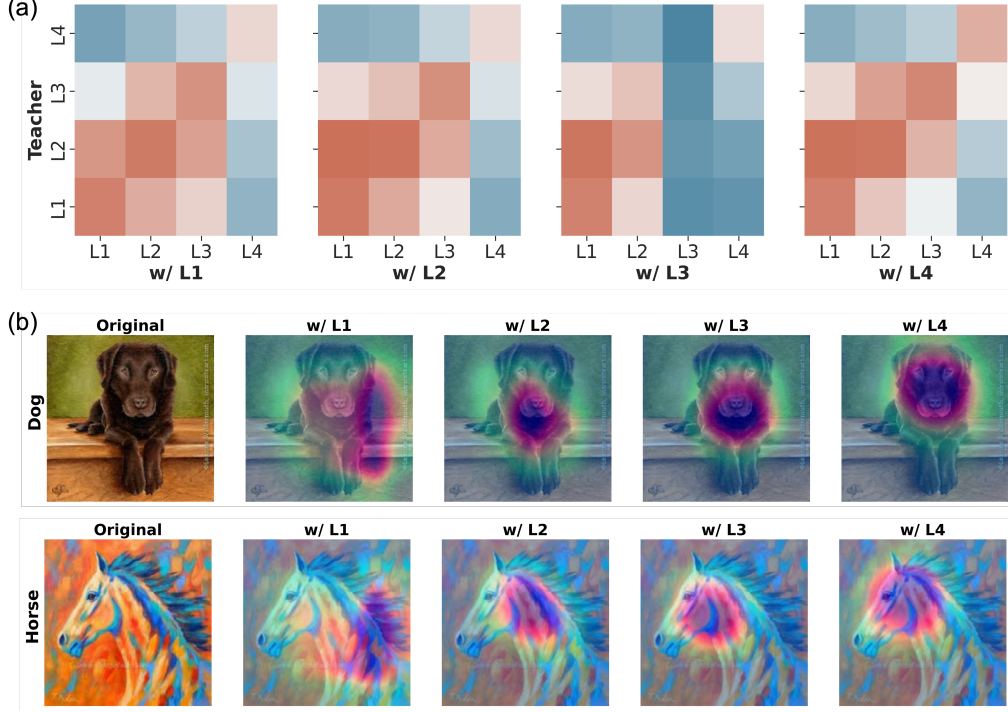 (a)
Teacher
L4
L3
L2
L1
L1 L2 L3 L4
w/ L1
L1 L2 L3 L4
w/ L2
L1 L2 L3 L4
w/ L3
L1 L2 L3 L4
w/ L4
(b)
Original w/ L1 w/ L2 w/ L3 w/ L4
Dog
Original w/ L1 w/ L2 w/ L3 w/ L4
Horse